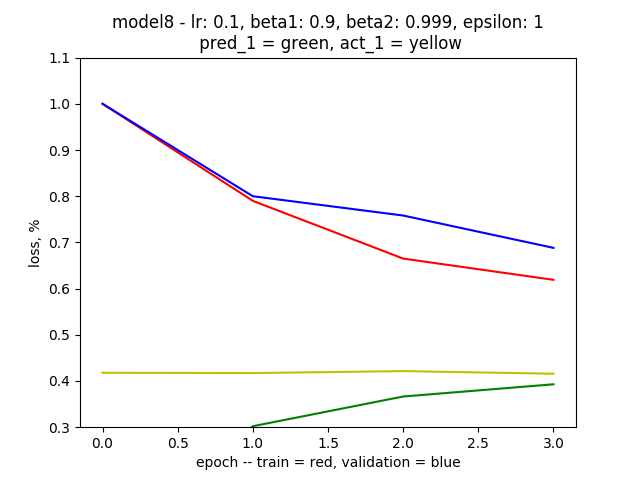 model8 - lr: 0.1, beta1: 0.9, beta2: 0.999, epsilon: 1
pred_1 = green, act_1 = yellow
1.1
1.0
0.9
0.8
0.7
0.6
0.5
0.4
0.3
loss, %
0.0 0.5 1.0 1.5 2.0 2.5 3.0
epoch -- train = red, validation = blue